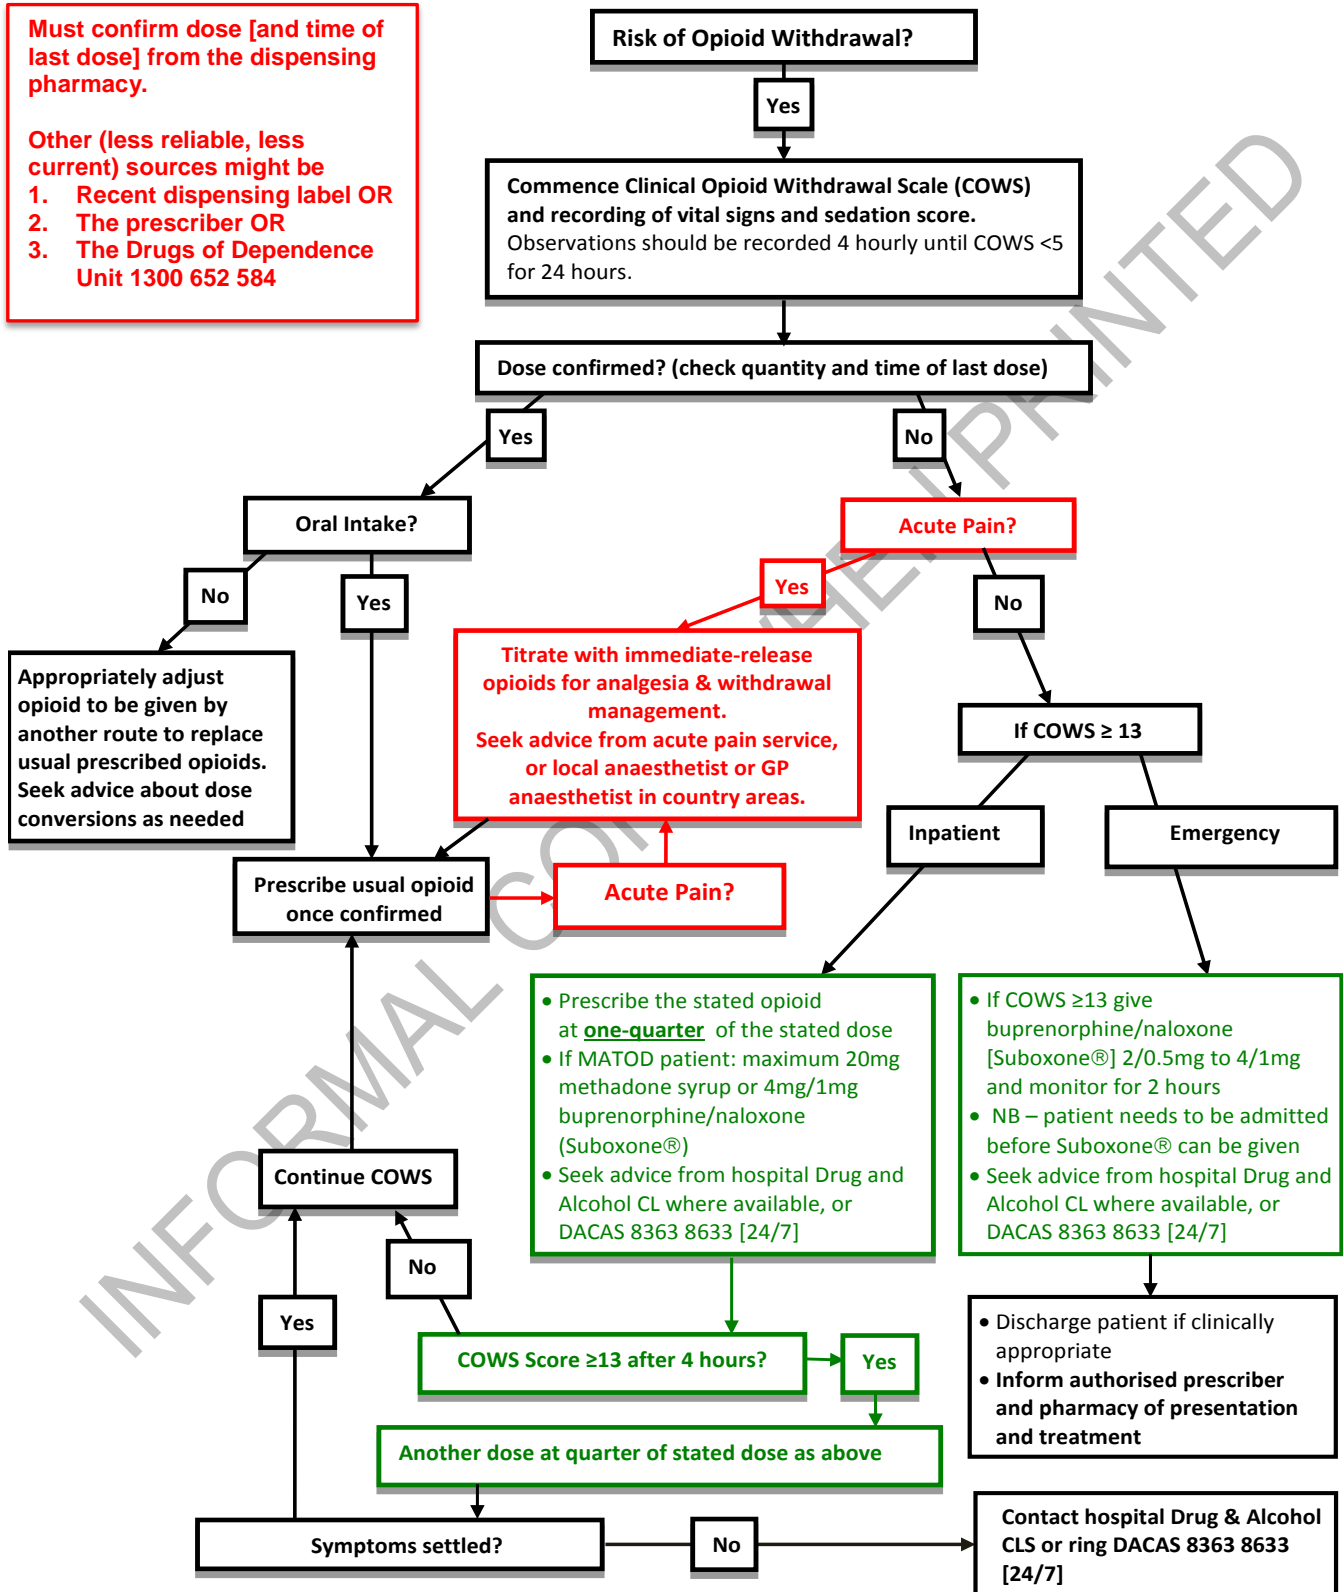 Must confirm dose [and time of
last dose] from the dispensing
pharmacy.
Other (less reliable, less
current) sources might be
1. Recent dispensing label OR
2. The prescriber OR
3. The Drugs of Dependence
Unit 1300 652 584
Risk of Opioid Withdrawal?
Yes
Commence Clinical Opioid Withdrawal Scale (COWS)
and recording of vital signs and sedation score.
Observations should be recorded 4 hourly until COWS <5
for 24 hours.
Dose confirmed? (check quantity and time of last dose)
Yes
No
Oral Intake?
Acute Pain?
No
Yes
Yes
No
Appropriately adjust
opioid to be given by
another route to replace
usual prescribed opioids.
Seek advice about dose
conversions as needed
Titrate with immediate-release
opioids for analgesia & withdrawal
management.
Seek advice from acute pain service,
or local anaesthetist or GP
anaesthetist in country areas.
If COWS ≥ 13
Inpatient
Emergency
Prescribe usual opioid
once confirmed
Acute Pain?
• Prescribe the stated opioid
at one-quarter of the stated dose
• If MATOD patient: maximum 20mg
methadone syrup or 4mg/1mg
buprenorphine/naloxone
(Suboxone®)
• Seek advice from hospital Drug and
Alcohol CL where available, or
DACAS 8363 8633 [24/7]
• If COWS ≥13 give
buprenorphine/naloxone
[Suboxone®] 2/0.5mg to 4/1mg
and monitor for 2 hours
• NB – patient needs to be admitted
before Suboxone® can be given
• Seek advice from hospital Drug and
Alcohol CL where available, or
DACAS 8363 8633 [24/7]
Continue COWS
No
Yes
COWS Score ≥13 after 4 hours?
Yes
• Discharge patient if clinically
appropriate
• Inform authorised prescriber
and pharmacy of presentation
and treatment
Another dose at quarter of stated dose as above
Symptoms settled?
No
Contact hospital Drug & Alcohol
CLS or ring DACAS 8363 8633
[24/7]
INFORMAL CO WHEN PRINTED